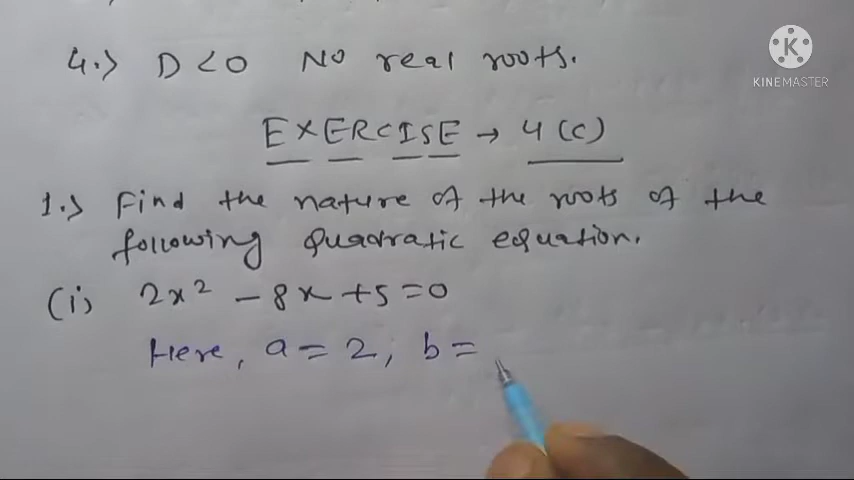 4.> D < 0 No real roots.
K
KINEMASTER
EXERCISE → 4(C)
1.> Find the nature of the roots of the
following Quadratic equation.
(i) 2x² - 8x + 5 = 0
Here, a = 2, b =